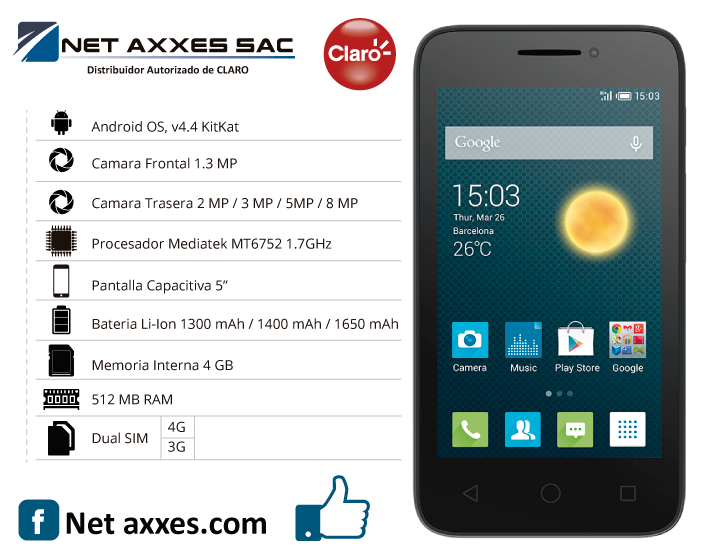 NET AXXES SAC
Distribuidor Autorizado de CLARO
Claro
Android OS, v4.4 KitKat
Camara Frontal 1.3 MP
Camara Trasera 2 MP / 3 MP / 5MP / 8 MP
Procesador Mediatek MT6752 1.7GHz
Pantalla Capacitiva 5”
Bateria Li-Ion 1300 mAh / 1400 mAh / 1650 mAh
Memoria Interna 4 GB
512 MB RAM
Dual SIM
4G
3G
f Net axxes.com
15:03
Google
15:03
Thur, Mar 26
Barcelona
26°C
Camera Music Play Store Google